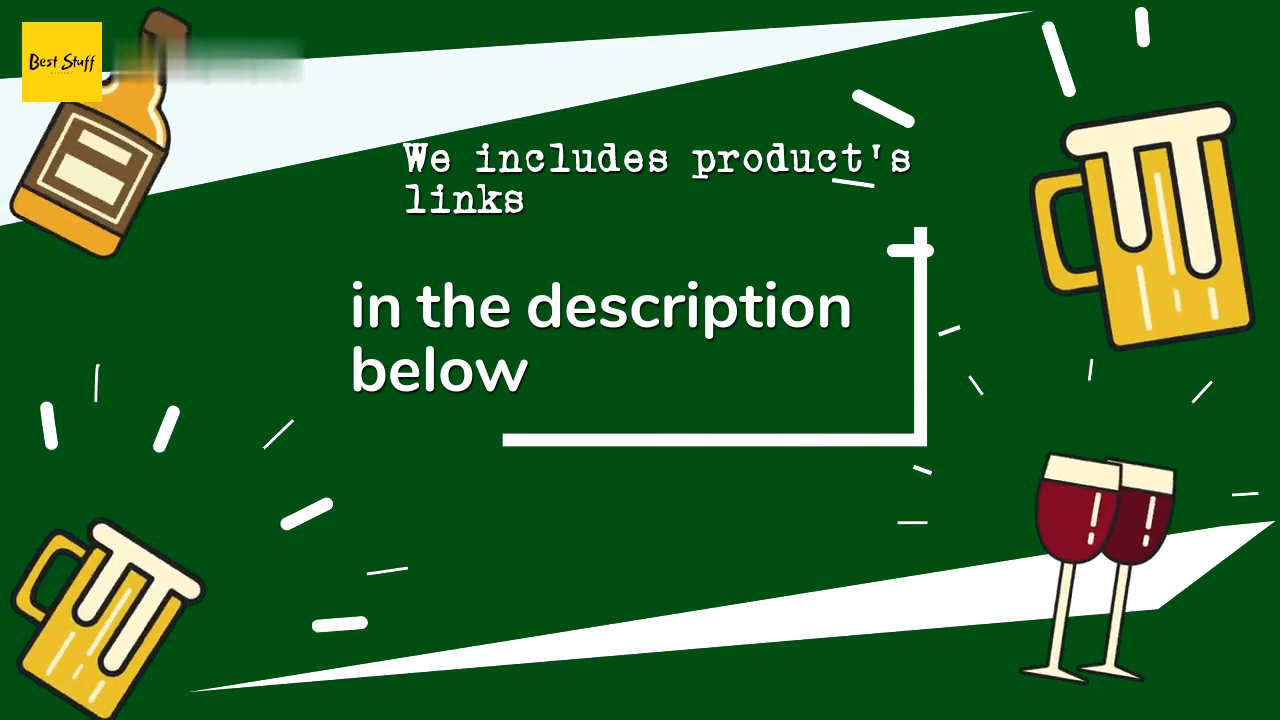 Best Stuff
We includes product's
links
in the description
below